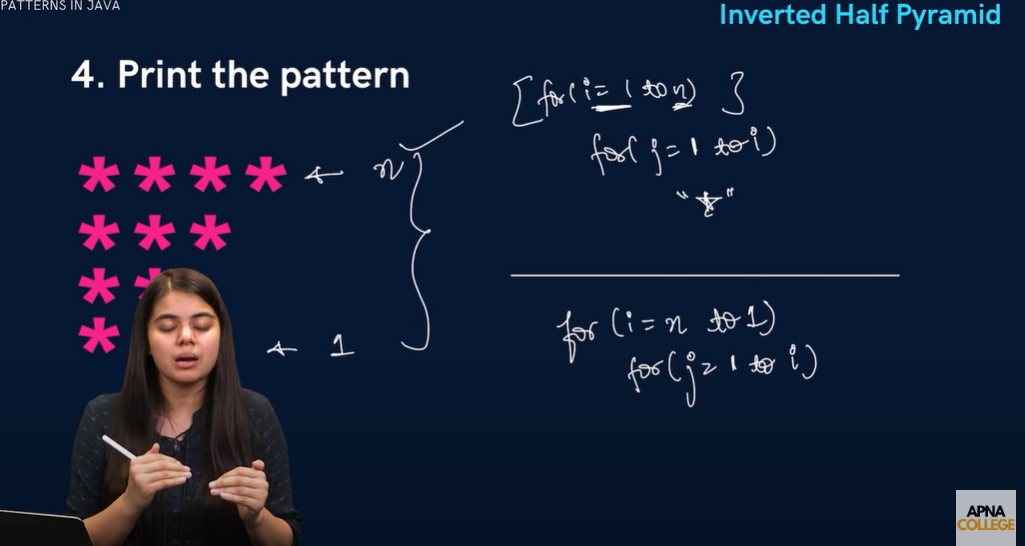 PATTERNS IN JAVA
Inverted Half Pyramid
4. Print the pattern
* * * * ← n
* * *
* *
* ← 1
[for(i=1 to n) }
for(j=1 to i)
"*"
for (i=n to 1)
for(j=1 to i)
APNA
COLLEGE